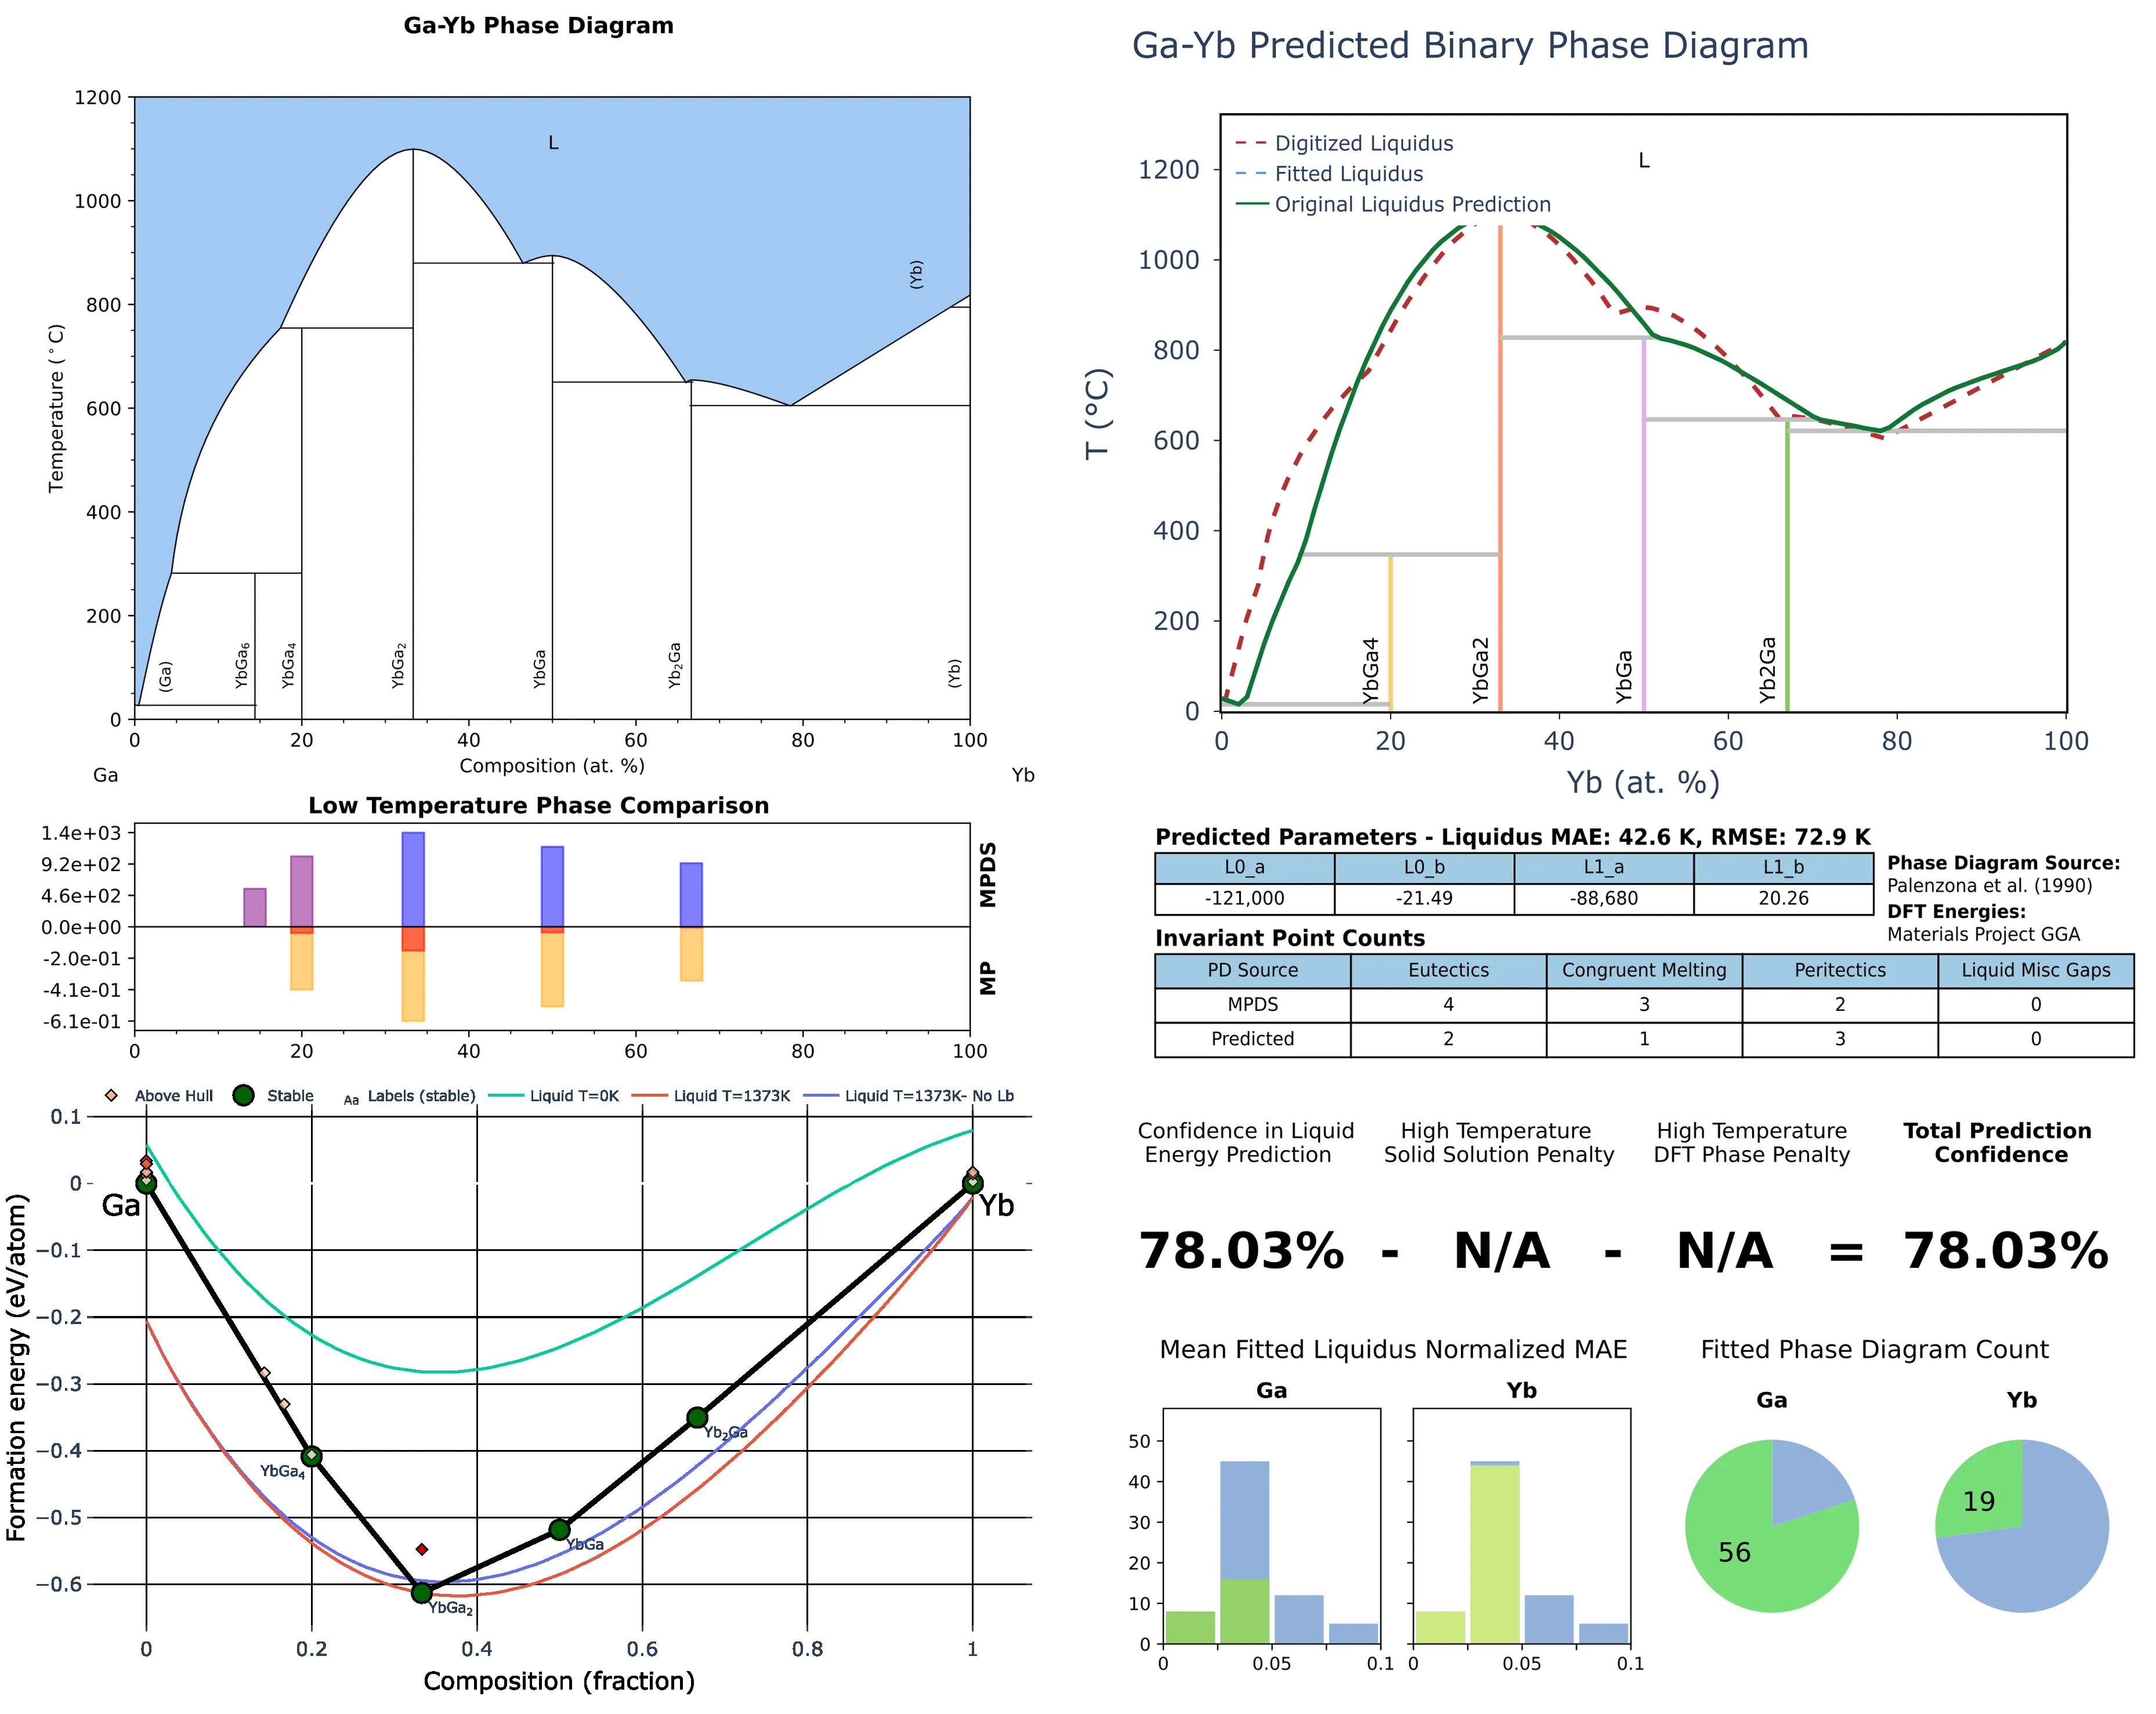 Ga-Yb Phase Diagram
1200
1000
800
600
400
200
0
Temperature (°C)
L
(Yb)
(Ga)
YbGa6
YbGa4
YbGa2
YbGa
Yb2Ga
(Yb)
0 20 40 60 80 100
Composition (at. %)
Ga Yb
Low Temperature Phase Comparison
1.4e+03
9.2e+02
4.6e+02
0.0e+00
-2.0e-01
-4.1e-01
-6.1e-01
MPDS
MP
0 20 40 60 80 100
Above Hull Stable Aa Labels (stable) Liquid T=0K Liquid T=1373K Liquid T=1373K- No Lb
0.1
0
−0.1
−0.2
−0.3
−0.4
−0.5
−0.6
Formation energy (eV/atom)
Ga
Yb
Yb2Ga
YbGa4
YbGa
YbGa2
0 0.2 0.4 0.6 0.8 1
Composition (fraction)
Ga-Yb Predicted Binary Phase Diagram
Digitized Liquidus
Fitted Liquidus
Original Liquidus Prediction
L
1200
1000
800
600
400
200
0
T (°C)
YbGa4
YbGa2
YbGa
Yb2Ga
0 20 40 60 80 100
Yb (at. %)
Predicted Parameters - Liquidus MAE: 42.6 K, RMSE: 72.9 K
L0_a L0_b L1_a L1_b
-121,000 -21.49 -88,680 20.26
Phase Diagram Source:
Palenzona et al. (1990)
DFT Energies:
Materials Project GGA
Invariant Point Counts
PD Source Eutectics Congruent Melting Peritectics Liquid Misc Gaps
MPDS 4 3 2 0
Predicted 2 1 3 0
Confidence in Liquid
Energy Prediction
High Temperature
Solid Solution Penalty
High Temperature
DFT Phase Penalty
Total Prediction
Confidence
78.03% - N/A - N/A = 78.03%
Mean Fitted Liquidus Normalized MAE
Ga Yb
50
40
30
20
10
0
0 0.05 0.1 0 0.05 0.1
Fitted Phase Diagram Count
Ga Yb
56
19